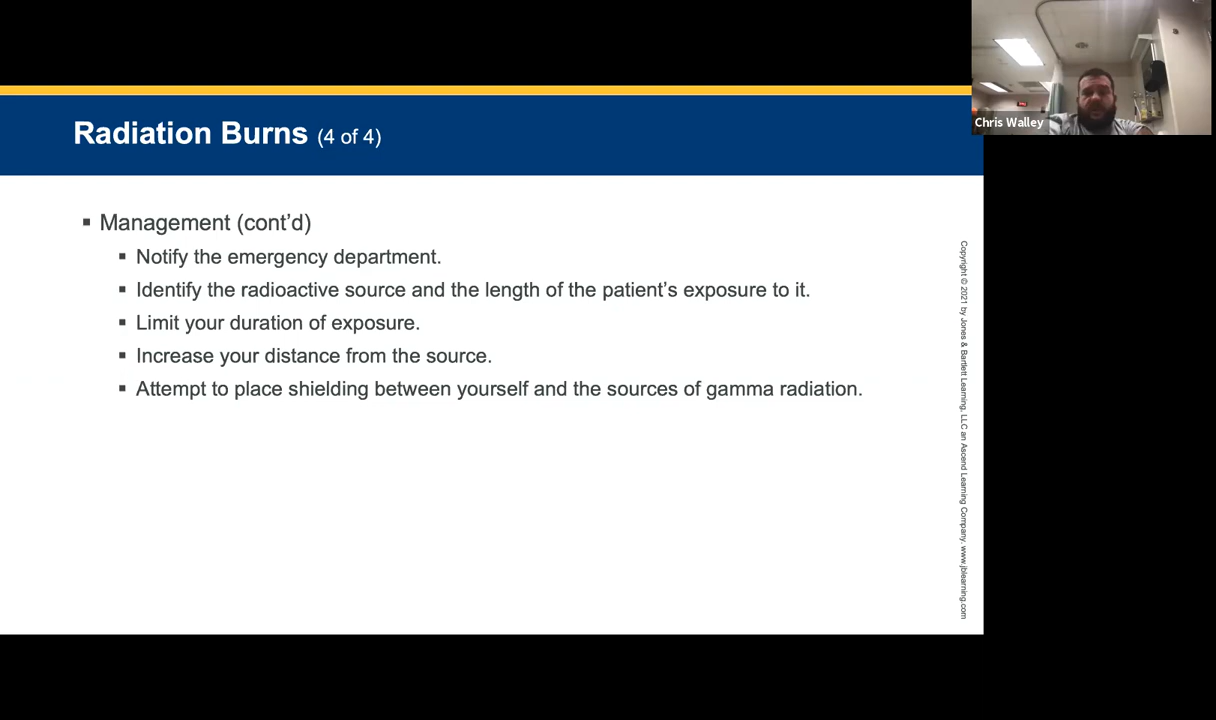 Chris Walley
Radiation Burns (4 of 4)
▪ Management (cont’d)
▪ Notify the emergency department.
▪ Identify the radioactive source and the length of the patient’s exposure to it.
▪ Limit your duration of exposure.
▪ Increase your distance from the source.
▪ Attempt to place shielding between yourself and the sources of gamma radiation.
Copyright © 2021 by Jones & Bartlett Learning, LLC an Ascend Learning Company. www.jblearning.com